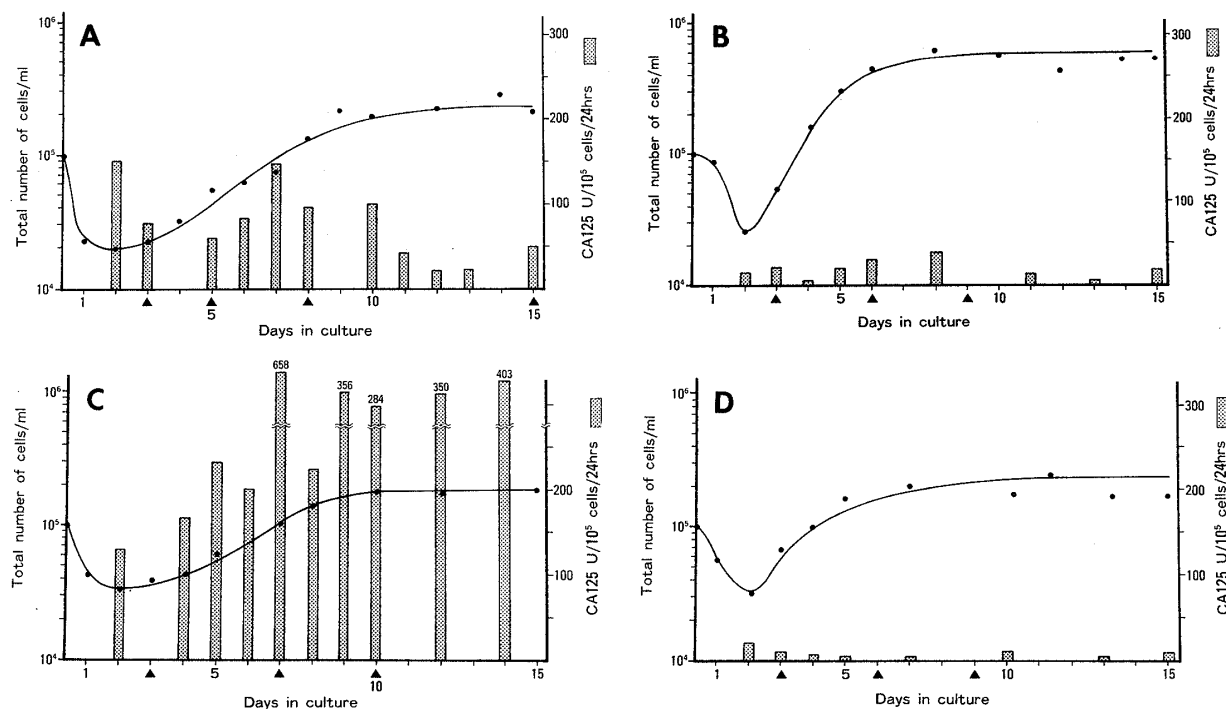 A
10⁶
10⁵
10⁴
Total number of cells/ml
300
200
100
CA125 U/10⁵ cells/24hrs
1 5 10 15
Days in culture
B
10⁶
10⁵
10⁴
Total number of cells/ml
300
200
100
CA125 U/10⁵ cells/24hrs
1 5 10 15
Days in culture
C
10⁶
10⁵
10⁴
Total number of cells/ml
658
356
284
350
403
200
100
CA125 U/10⁵ cells/24hrs
1 5 10 15
Days in culture
D
10⁶
10⁵
10⁴
Total number of cells/ml
300
200
100
CA125 U/10⁵ cells/24hrs
1 5 10 15
Days in culture